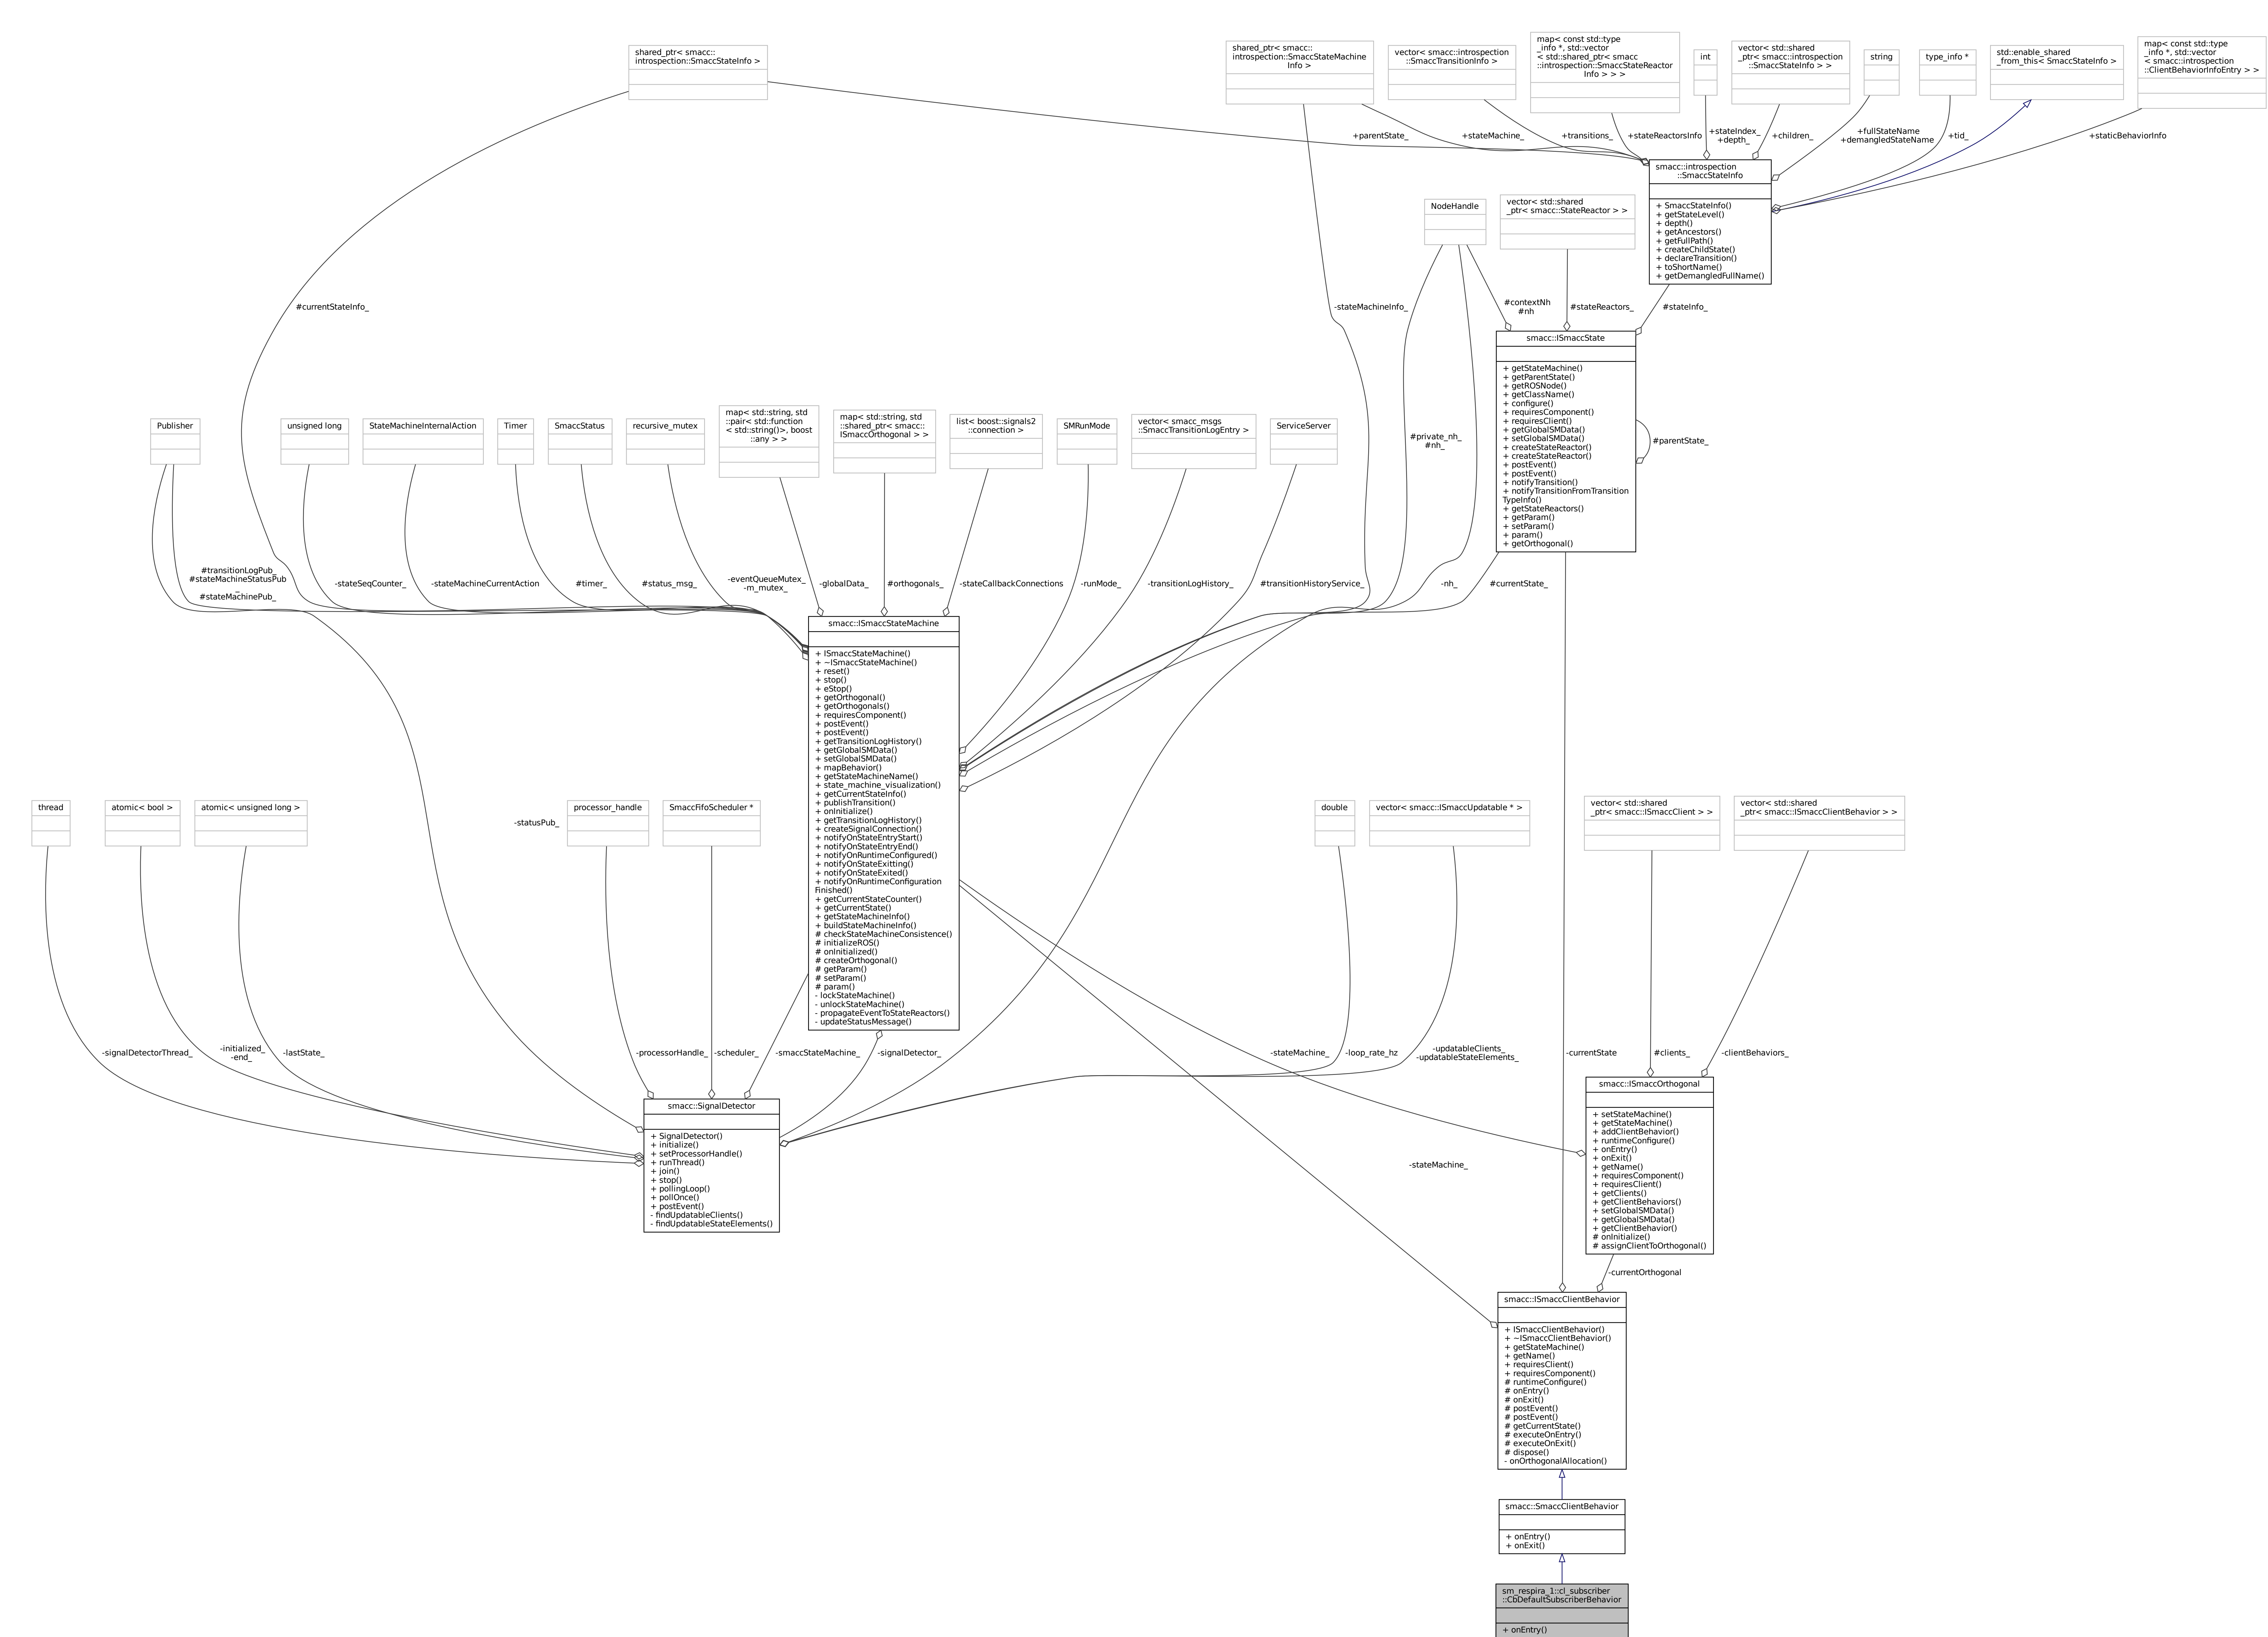 shared_ptr< smacc::
introspection::SmaccStateInfo >
shared_ptr< smacc::
introspection::SmaccStateMachine
Info >
vector< smacc::introspection
::SmaccTransitionInfo >
map< const std::type
_info *, std::vector
< std::shared_ptr< smacc
::introspection::SmaccStateReactor
Info > > >
int
vector< std::shared
_ptr< smacc::introspection
::SmaccStateInfo > >
string
type_info *
std::enable_shared
_from_this< SmaccStateInfo >
map< const std::type
_info *, std::vector
< smacc::introspection
::ClientBehaviorInfoEntry > >
+parentState_
+stateMachine_
+transitions_
+stateReactorsInfo
+stateIndex_
+depth_
+children_
+fullStateName
+demangledStateName
+tid_
+staticBehaviorInfo
smacc::introspection
::SmaccStateInfo
+ SmaccStateInfo()
+ getStateLevel()
+ depth()
+ getAncestors()
+ getFullPath()
+ createChildState()
+ declareTransition()
+ toShortName()
+ getDemangledFullName()
NodeHandle
vector< std::shared
_ptr< smacc::StateReactor > >
#currentStateInfo_
-stateMachineInfo_
#contextNh
#nh
#stateReactors_
#stateInfo_
smacc::ISmaccState
+ getStateMachine()
+ getParentState()
+ getROSNode()
+ getClassName()
+ configure()
+ requiresComponent()
+ requiresClient()
+ getGlobalSMData()
+ setGlobalSMData()
+ createStateReactor()
+ createStateReactor()
+ postEvent()
+ postEvent()
+ notifyTransition()
+ notifyTransitionFromTransition
TypeInfo()
+ getStateReactors()
+ getParam()
+ setParam()
+ param()
+ getOrthogonal()
#parentState_
#private_nh_
#nh_
Publisher
unsigned long
StateMachineInternalAction
Timer
SmaccStatus
recursive_mutex
map< std::string, std
::pair< std::function
< std::string()>, boost
::any > >
map< std::string, std
::shared_ptr< smacc::
ISmaccOrthogonal > >
list< boost::signals2
::connection >
SMRunMode
vector< smacc_msgs
::SmaccTransitionLogEntry >
ServiceServer
#transitionLogPub_
#stateMachineStatusPub
_
#stateMachinePub_
-stateSeqCounter_
-stateMachineCurrentAction
#timer_
#status_msg_
-eventQueueMutex_
-m_mutex_
-globalData_
#orthogonals_
-stateCallbackConnections
-runMode_
-transitionLogHistory_
#transitionHistoryService_
-nh_
#currentState_
smacc::ISmaccStateMachine
+ ISmaccStateMachine()
+ ~ISmaccStateMachine()
+ reset()
+ stop()
+ eStop()
+ getOrthogonal()
+ getOrthogonals()
+ requiresComponent()
+ postEvent()
+ postEvent()
+ getTransitionLogHistory()
+ getGlobalSMData()
+ setGlobalSMData()
+ mapBehavior()
+ getStateMachineName()
+ state_machine_visualization()
+ getCurrentStateInfo()
+ publishTransition()
+ onInitialize()
+ getTransitionLogHistory()
+ createSignalConnection()
+ notifyOnStateEntryStart()
+ notifyOnStateEntryEnd()
+ notifyOnRuntimeConfigured()
+ notifyOnStateExitting()
+ notifyOnStateExited()
+ notifyOnRuntimeConfiguration
Finished()
+ getCurrentStateCounter()
+ getCurrentState()
+ getStateMachineInfo()
+ buildStateMachineInfo()
# checkStateMachineConsistence()
# initializeROS()
# onInitialized()
# createOrthogonal()
# getParam()
# setParam()
# param()
- lockStateMachine()
- unlockStateMachine()
- propagateEventToStateReactors()
- updateStatusMessage()
thread
atomic< bool >
atomic< unsigned long >
-statusPub_
processor_handle
SmaccFifoScheduler *
double
vector< smacc::ISmaccUpdatable * >
vector< std::shared
_ptr< smacc::ISmaccClient > >
vector< std::shared
_ptr< smacc::ISmaccClientBehavior > >
-signalDetectorThread_
-initialized_
-end_
-lastState_
-processorHandle_
-scheduler_
-smaccStateMachine_
-signalDetector_
-stateMachine_
-loop_rate_hz
-updatableClients_
-updatableStateElements_
-currentState
#clients_
-clientBehaviors_
smacc::SignalDetector
+ SignalDetector()
+ initialize()
+ setProcessorHandle()
+ runThread()
+ join()
+ stop()
+ pollingLoop()
+ pollOnce()
+ postEvent()
- findUpdatableClients()
- findUpdatableStateElements()
smacc::ISmaccOrthogonal
+ setStateMachine()
+ getStateMachine()
+ addClientBehavior()
+ runtimeConfigure()
+ onEntry()
+ onExit()
+ getName()
+ requiresComponent()
+ requiresClient()
+ getClients()
+ getClientBehaviors()
+ setGlobalSMData()
+ getGlobalSMData()
+ getClientBehavior()
# onInitialize()
# assignClientToOrthogonal()
-stateMachine_
-currentOrthogonal
smacc::ISmaccClientBehavior
+ ISmaccClientBehavior()
+ ~ISmaccClientBehavior()
+ getStateMachine()
+ getName()
+ requiresClient()
+ requiresComponent()
# runtimeConfigure()
# onEntry()
# onExit()
# postEvent()
# postEvent()
# getCurrentState()
# executeOnEntry()
# executeOnExit()
# dispose()
- onOrthogonalAllocation()
smacc::SmaccClientBehavior
+ onEntry()
+ onExit()
sm_respira_1::cl_subscriber
::CbDefaultSubscriberBehavior
+ onEntry()